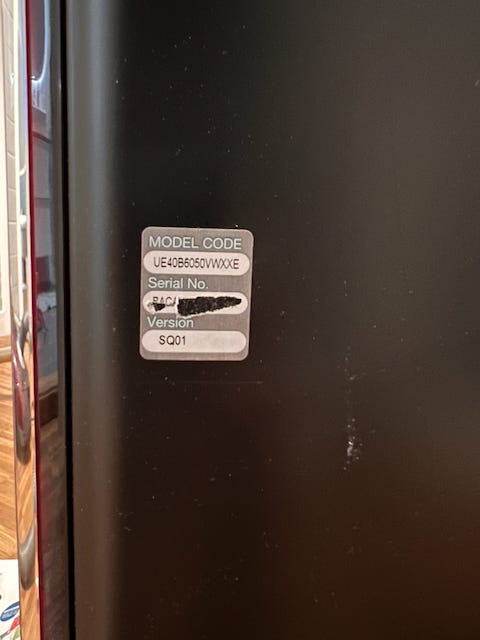 MODEL CODE
UE40B6050VWXXE
Serial No.
Version
SQ01